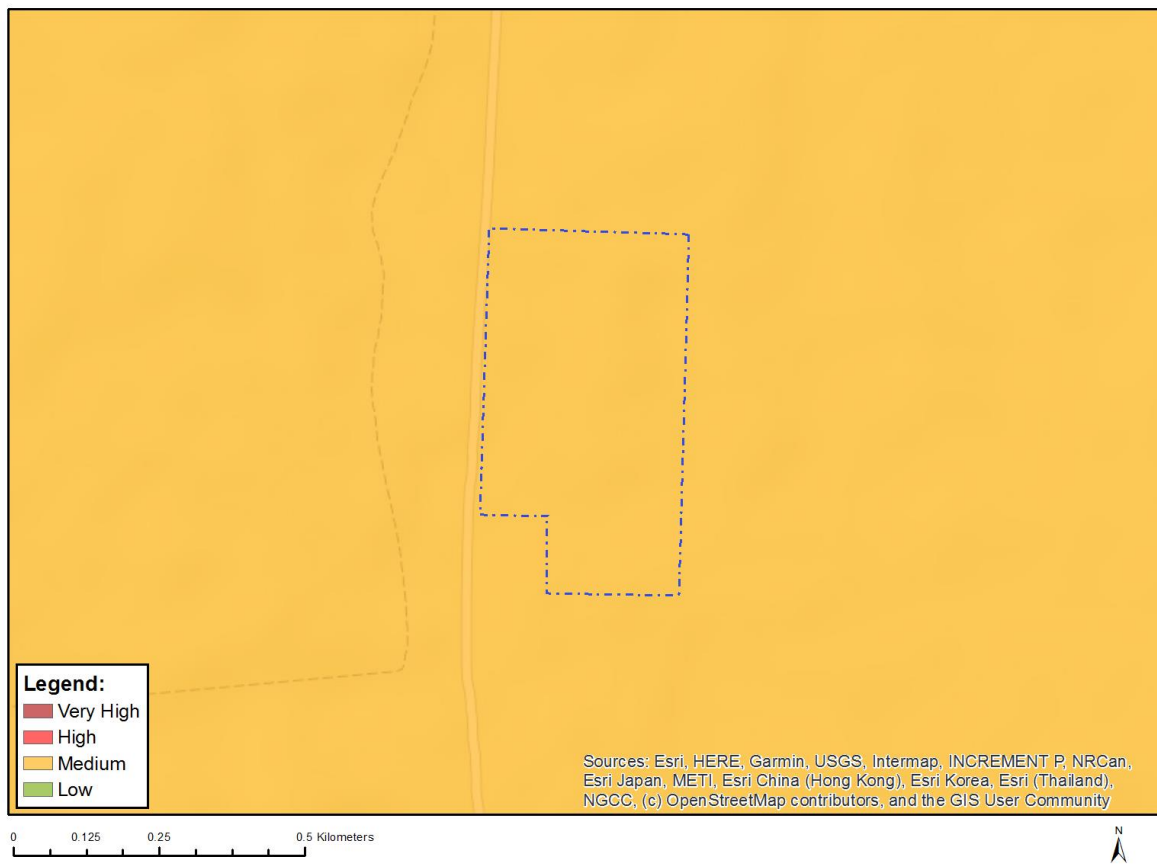 Legend:
Very High
High
Medium
Low
Sources: Esri, HERE, Garmin, USGS, Intermap, INCREMENT P, NRCan,
Esri Japan, METI, Esri China (Hong Kong), Esri Korea, Esri (Thailand),
NGCC, (c) OpenStreetMap contributors, and the GIS User Community
0 0.125 0.25 0.5 Kilometers
N